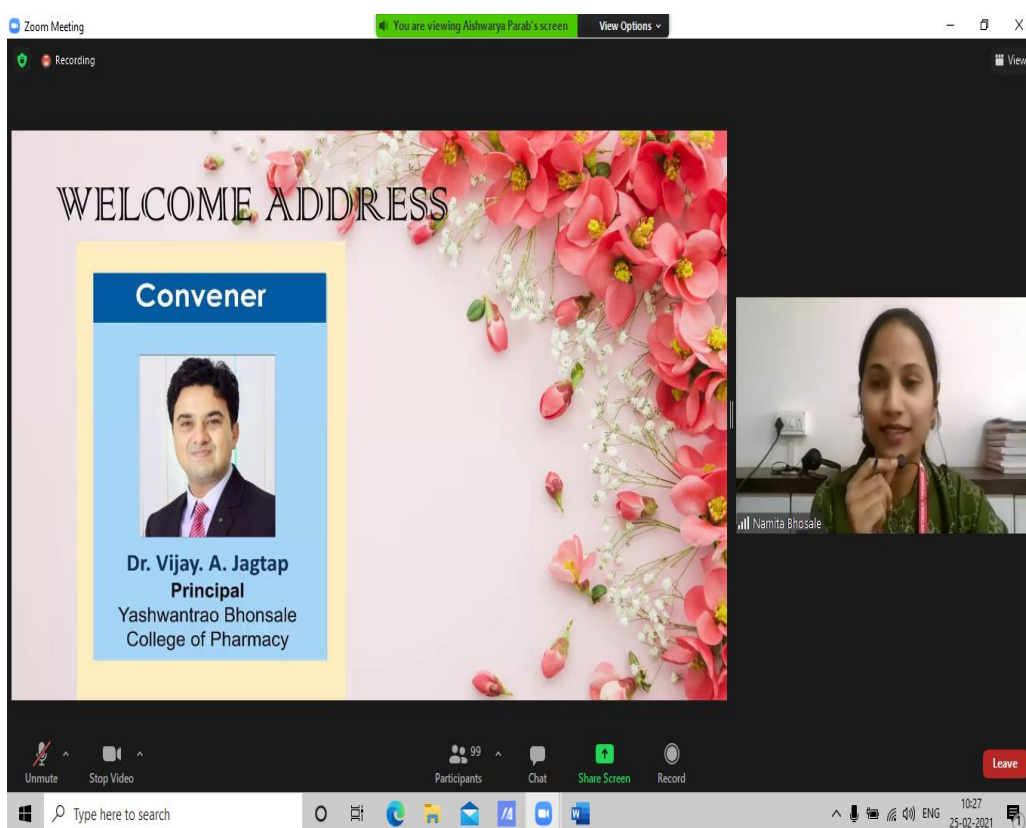 Zoom Meeting
You are viewing Aishwarya Parab's screen
View Options
Recording
View
WELCOME ADDRESS
Convener
Dr. Vijay. A. Jagtap
Principal
Yashwantrao Bhonsale
College of Pharmacy
Namita Bhosale
Unmute
Stop Video
99
Participants
Chat
Share Screen
Record
Leave
Type here to search
ENG
10:27
25-02-2021
1